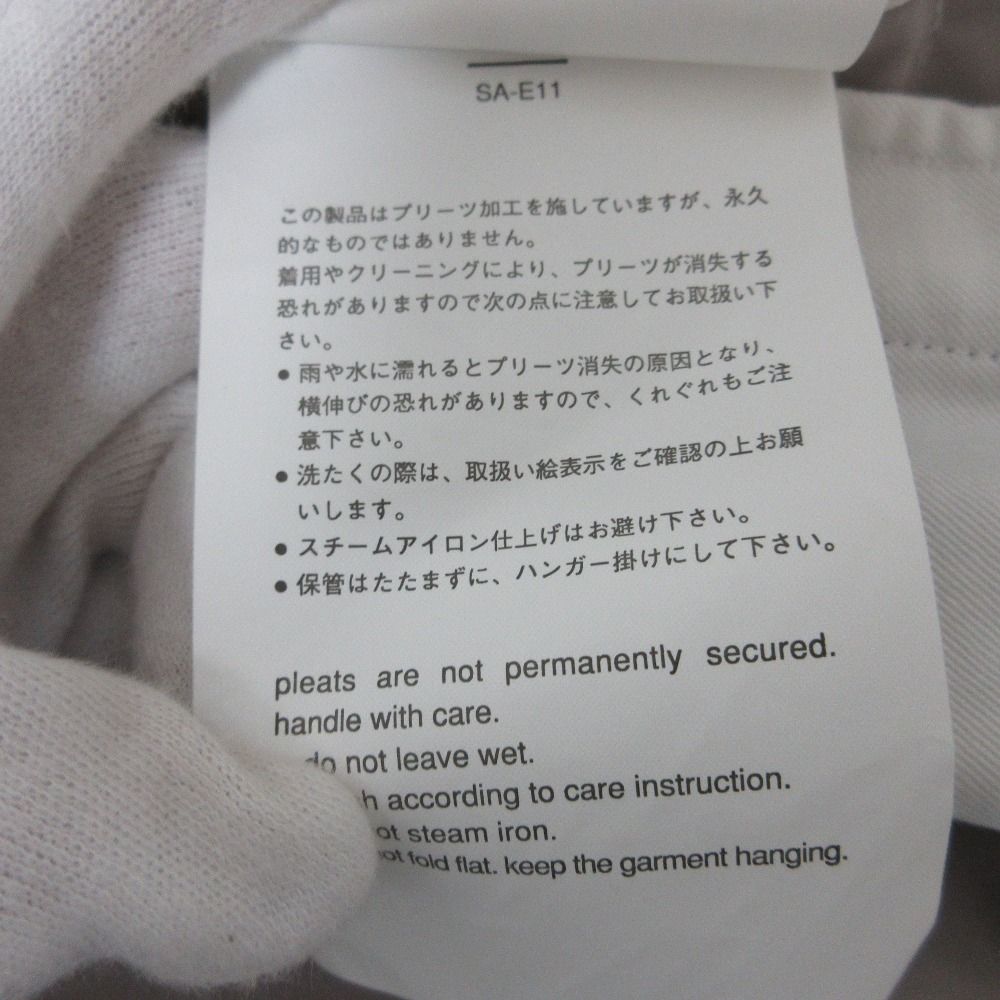 SA-E11
この製品はプリーツ加工を施していますが、永久
的なものではありません。
着用やクリーニングにより、プリーツが消失する
恐れがありますので次の点に注意してお取扱い下
さい。
● 雨や水に濡れるとプリーツ消失の原因となり、
横伸びの恐れがありますので、くれぐれもご注
意下さい。
● 洗たくの際は、取扱い絵表示をご確認の上お願
いします。
● スチームアイロン仕上げはお避け下さい。
● 保管はたたまずに、ハンガー掛けにして下さい。
pleats are not permanently secured.
handle with care.
do not leave wet.
according to care instruction.
steam iron.
fold flat. keep the garment hanging.